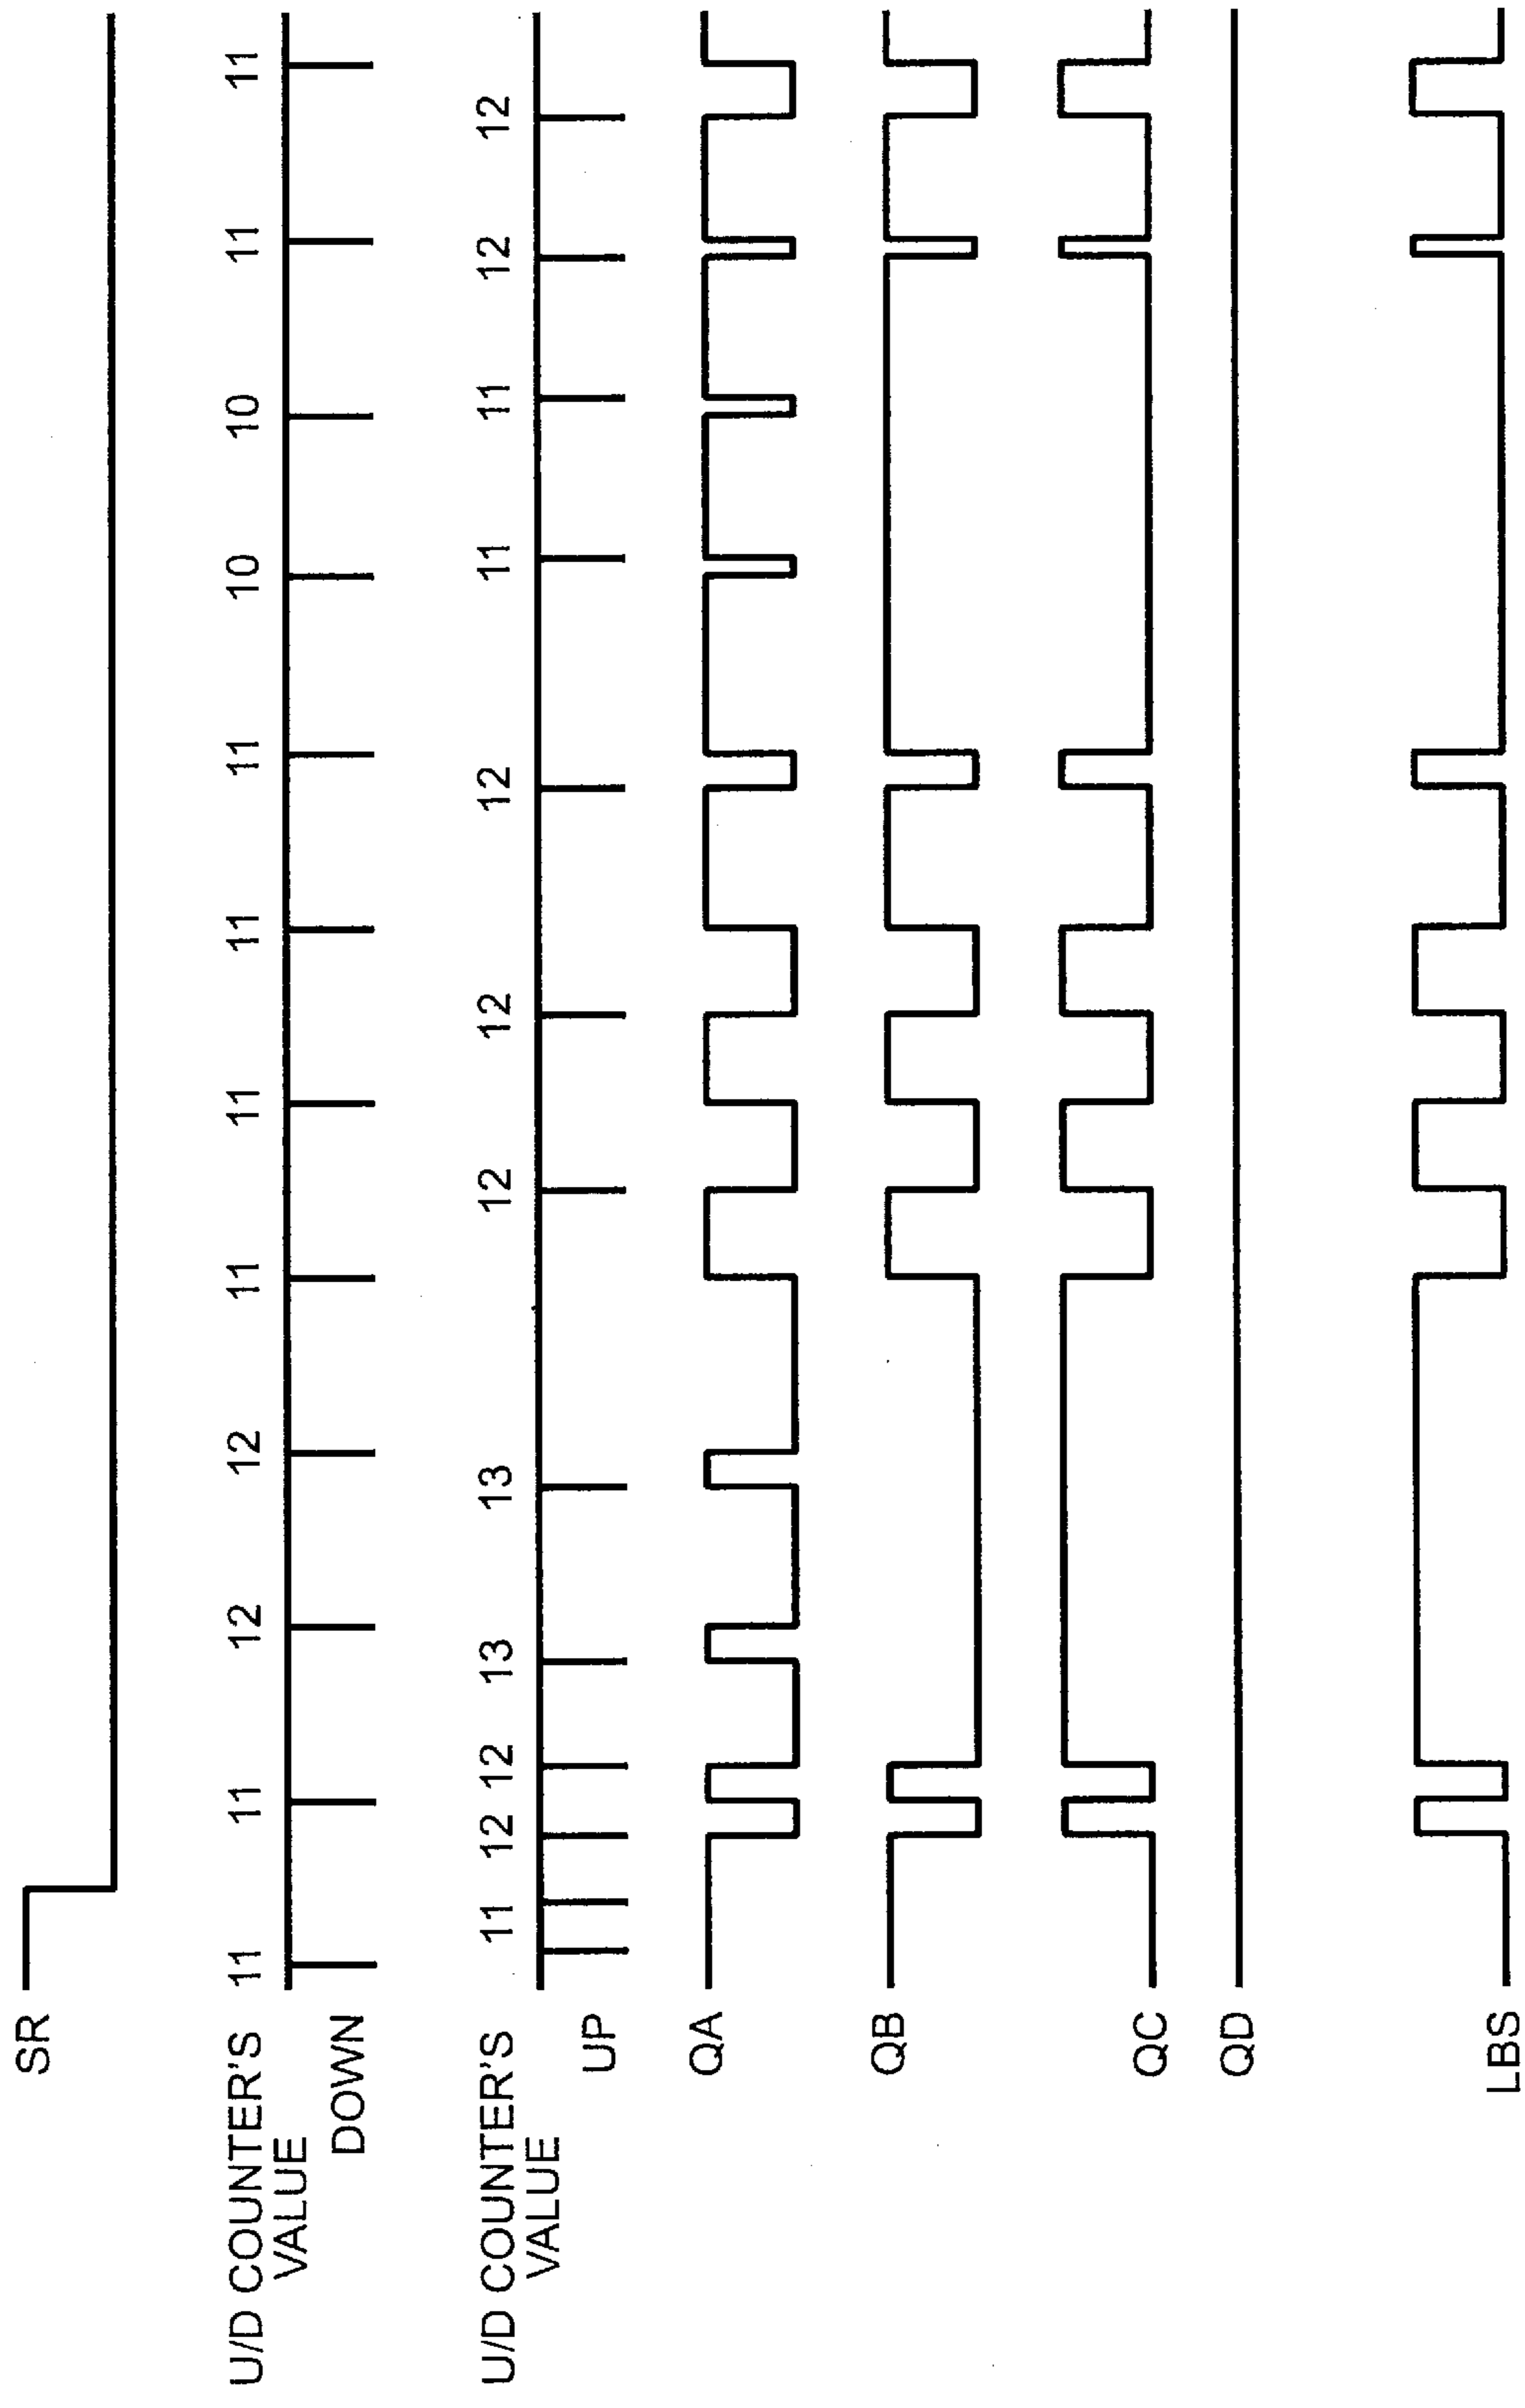 SR
U/D COUNTER'S
VALUE
11 11 12 12 11 11 11 11 10 10 11 11
DOWN
U/D COUNTER'S
VALUE
11 12 12 13 13 12 12 12 11 11 12 12
UP
QA
QB
QC
QD
LBS